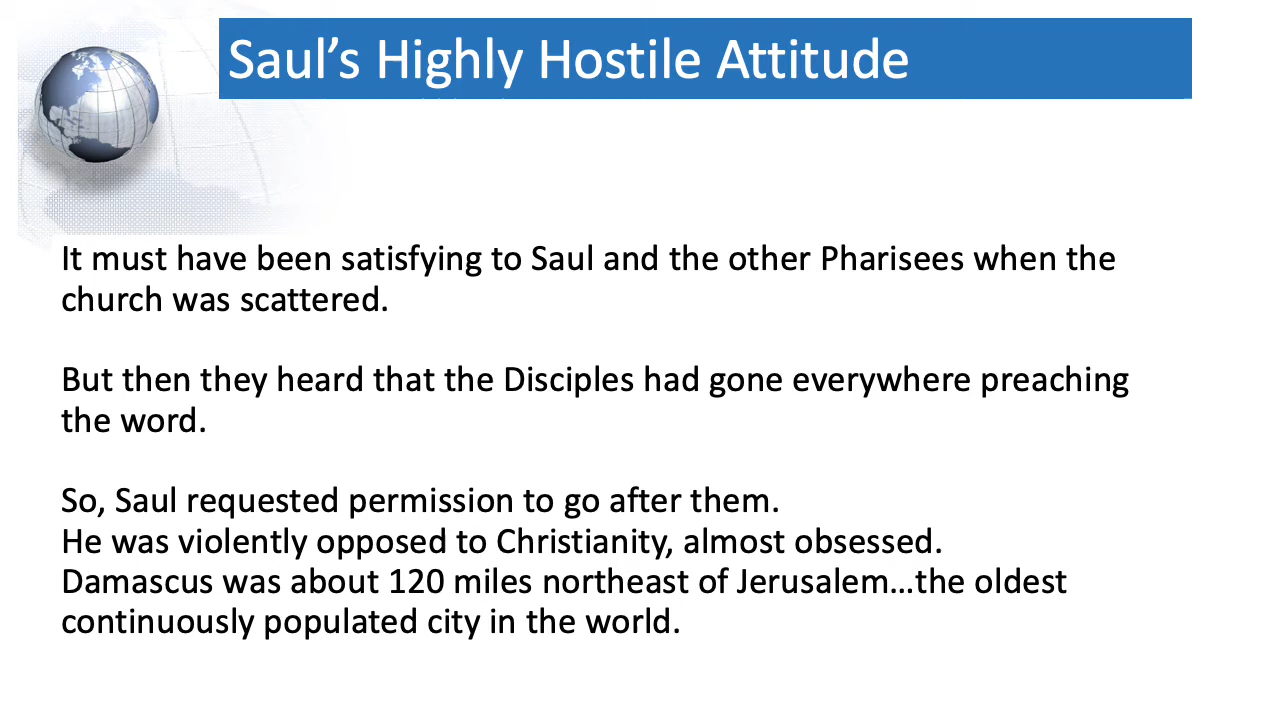 Saul’s Highly Hostile Attitude
It must have been satisfying to Saul and the other Pharisees when the
church was scattered.
But then they heard that the Disciples had gone everywhere preaching
the word.
So, Saul requested permission to go after them.
He was violently opposed to Christianity, almost obsessed.
Damascus was about 120 miles northeast of Jerusalem…the oldest
continuously populated city in the world.